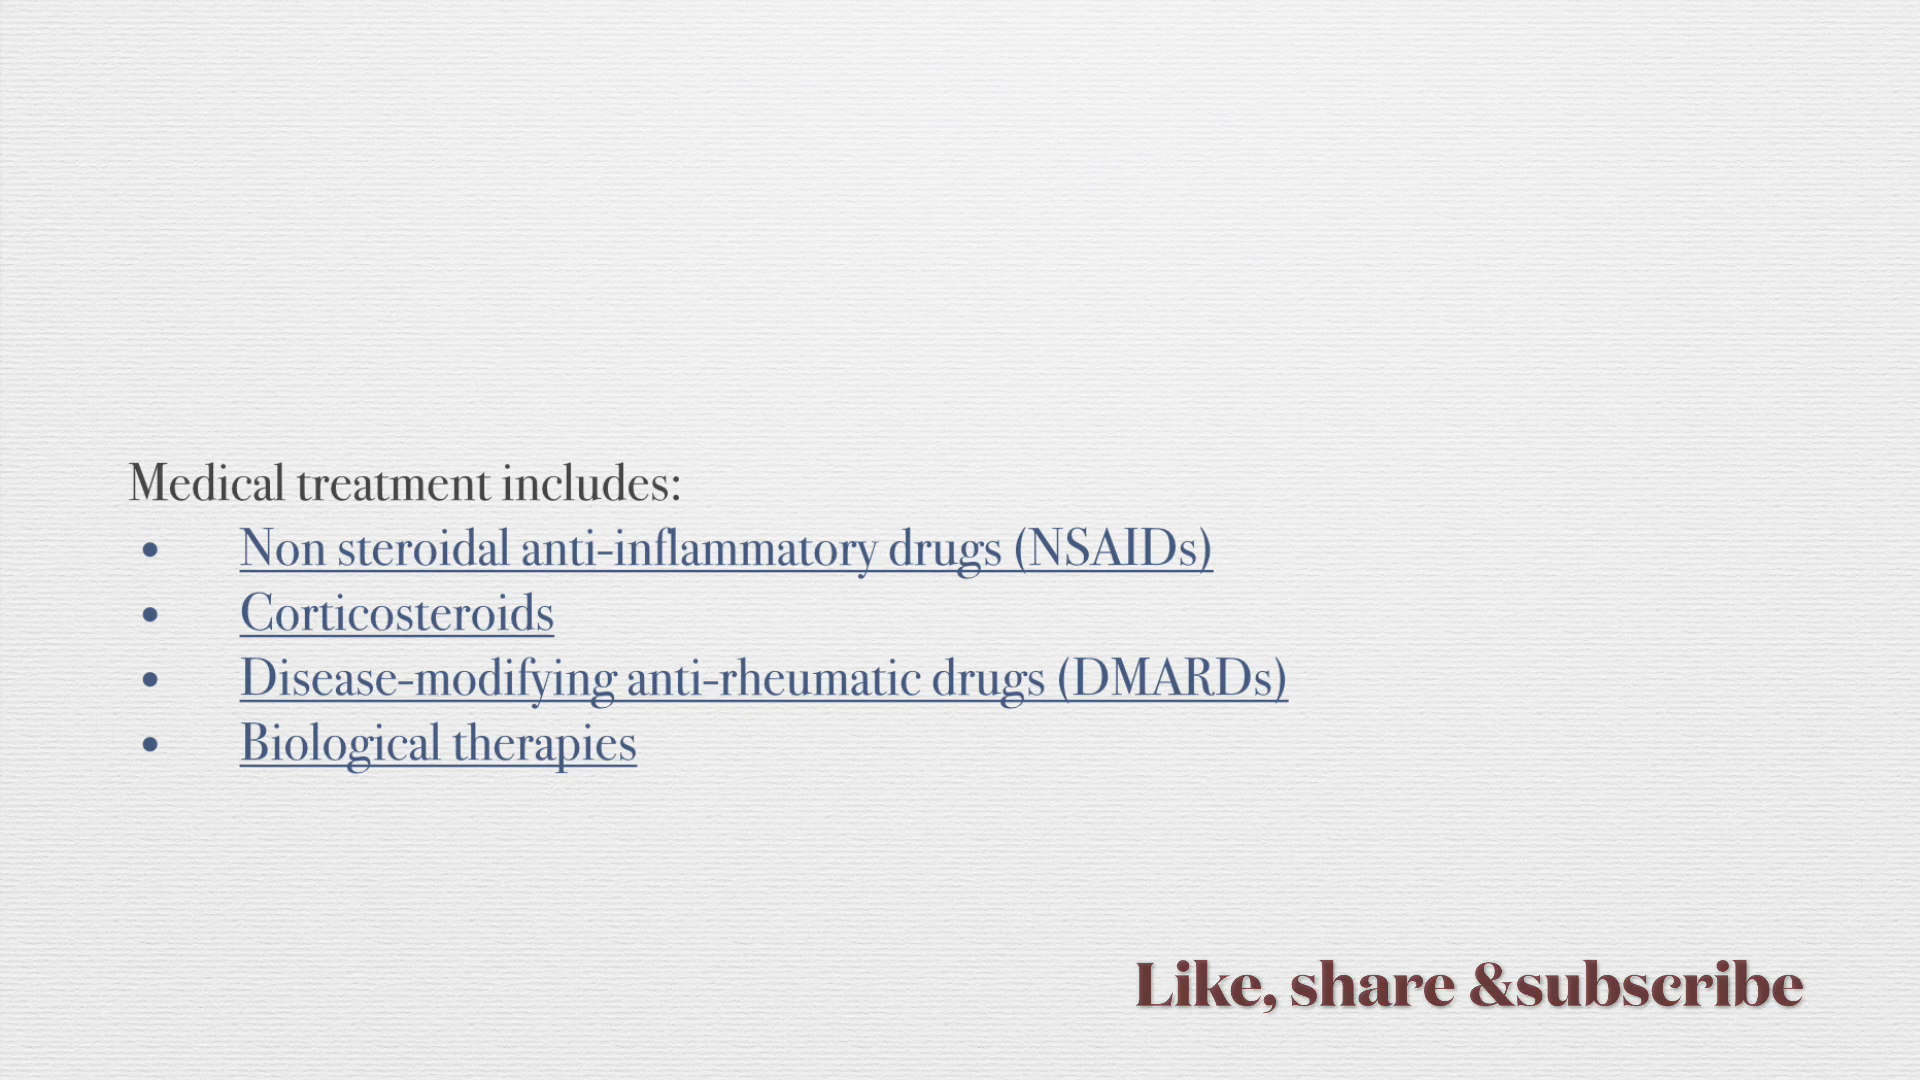 Medical treatment includes:
• Non steroidal anti-inflammatory drugs (NSAIDs)
• Corticosteroids
• Disease-modifying anti-rheumatic drugs (DMARDs)
• Biological therapies
Like, share &subscribe